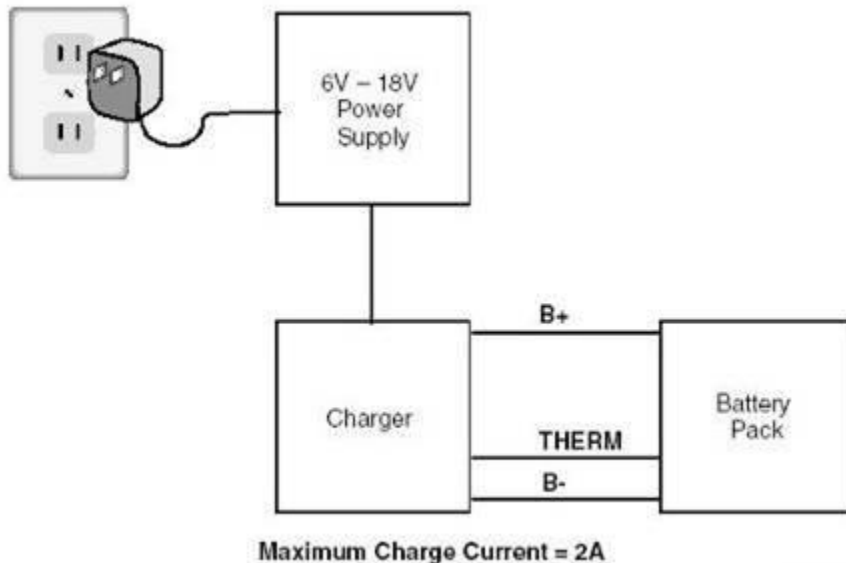 6V – 18V
Power
Supply
B+
Charger
Battery
Pack
THERM
B-
Maximum Charge Current = 2A